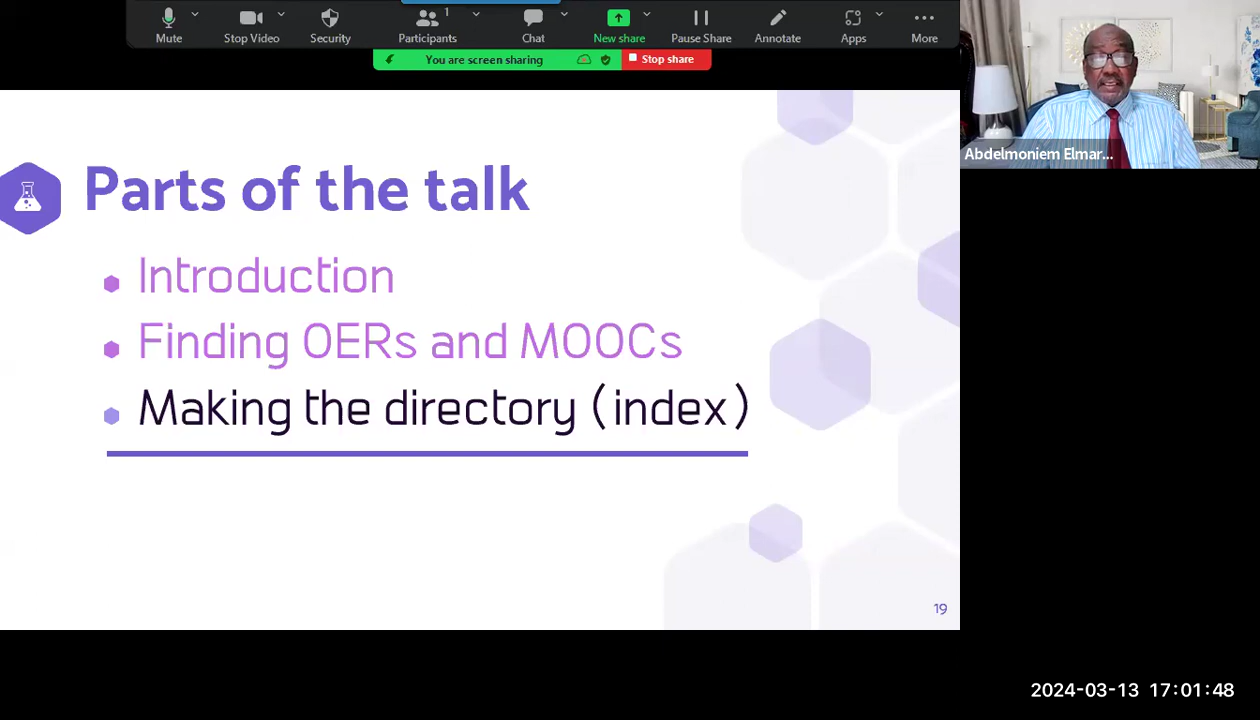 Mute
Stop Video
Security
Participants
1
Chat
New share
Pause Share
Annotate
Apps
More
You are screen sharing
Stop share
Abdelmoniem Elmar...
Parts of the talk
Introduction
Finding OERs and MOOCs
Making the directory (index)
19
2024-03-13 17:01:48